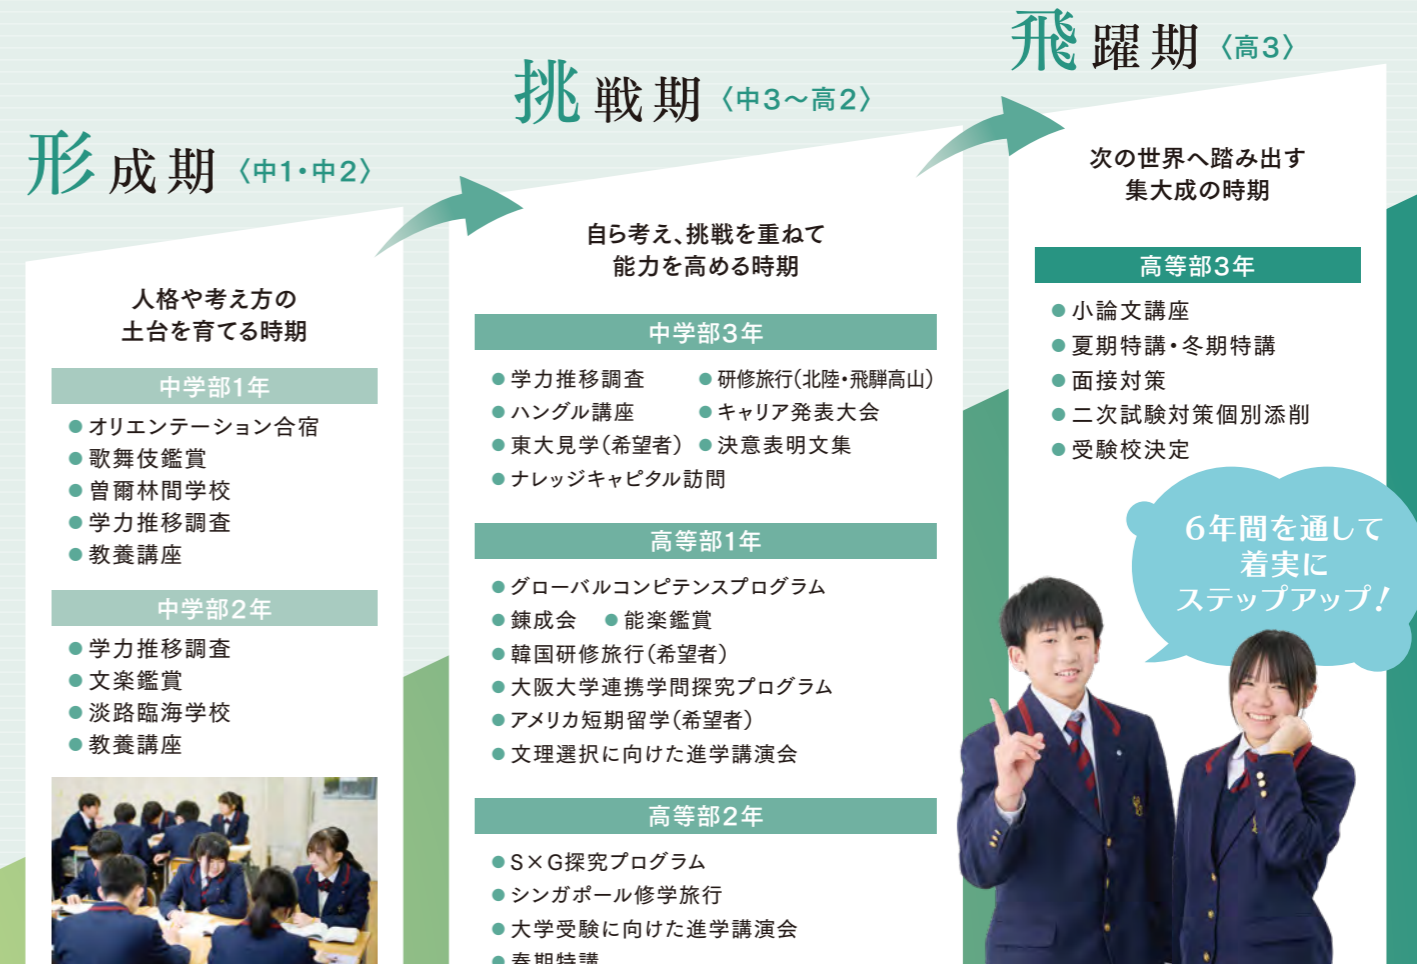 形成期〈中1・中2〉
人格や考え方の
土台を育てる時期
中学部1年
●オリエンテーション合宿
●歌舞伎鑑賞
●曽爾林間学校
●学力推移調査
●教養講座
中学部2年
●学力推移調査
●文楽鑑賞
●淡路臨海学校
●教養講座
挑戦期〈中3〜高2〉
自ら考え、挑戦を重ねて
能力を高める時期
中学部3年
●学力推移調査 ●研修旅行(北陸・飛騨高山)
●ハングル講座 ●キャリア発表大会
●東大見学(希望者) ●決意表明文集
●ナレッジキャピタル訪問
高等部1年
●グローバルコンピテンスプログラム
●錬成会 ●能楽鑑賞
●韓国研修旅行(希望者)
●大阪大学連携学問探究プログラム
●アメリカ短期留学(希望者)
●文理選択に向けた進学講演会
高等部2年
●S×G探究プログラム
●シンガポール修学旅行
●大学受験に向けた進学講演会
●春期特講
飛躍期〈高3〉
次の世界へ踏み出す
集大成の時期
高等部3年
●小論文講座
●夏期特講・冬期特講
●面接対策
●二次試験対策個別添削
●受験校決定
6年間を通して
着実に
ステップアップ!